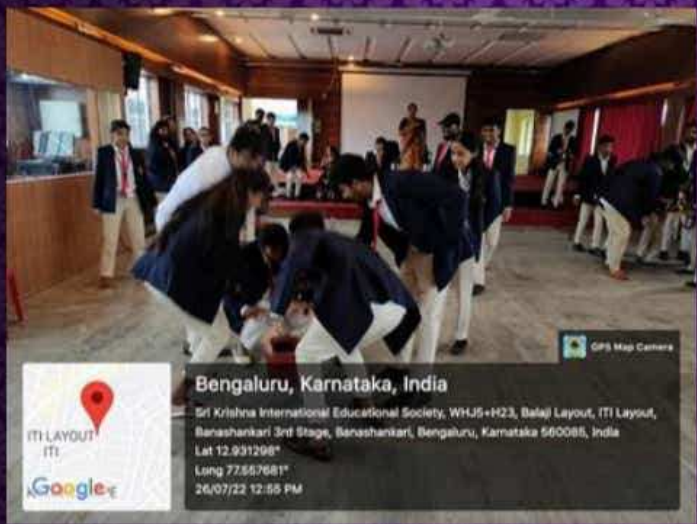 GPS Map Camera
Bengaluru, Karnataka, India
Sri Krishna International Educational Society, WHJ5+H23, Balaji Layout, ITI Layout,
Banashankari 3rd Stage, Banashankari, Bengaluru, Karnataka 560085, India
Lat 12.931298°
Long 77.557681°
26/07/22 12:55 PM
ITI LAYOUT
ITI
Google